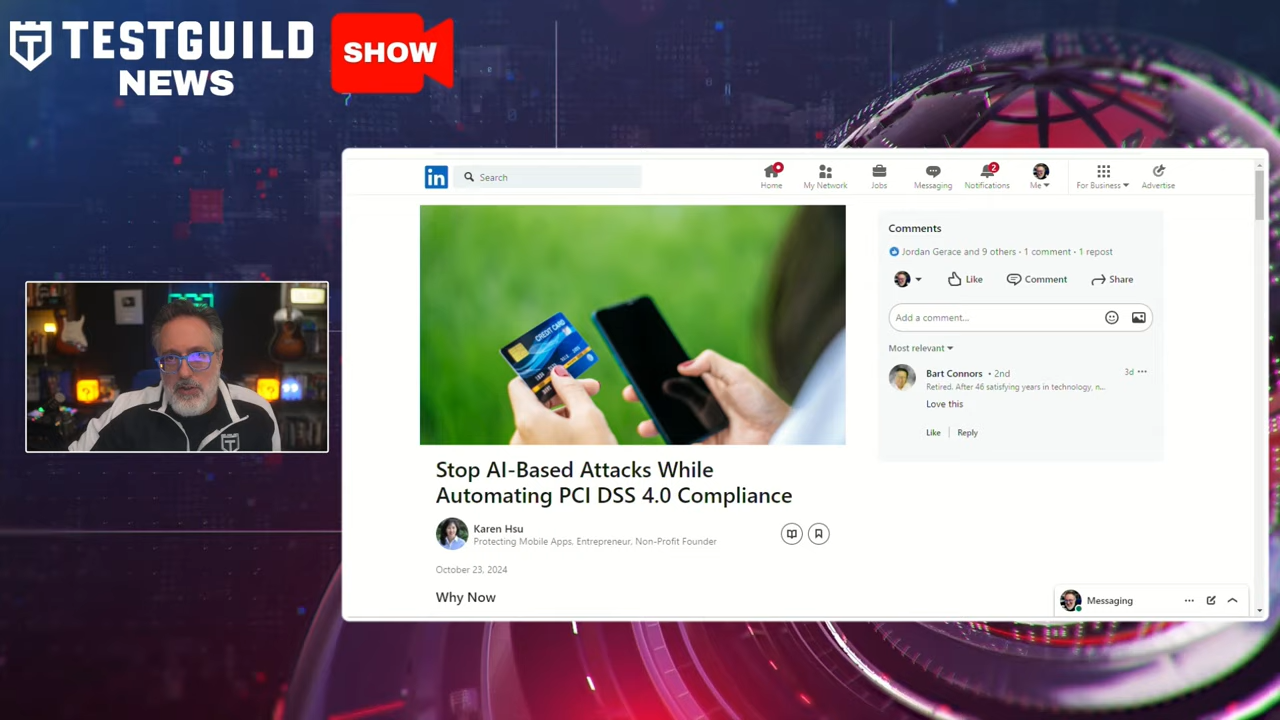 TESTGUILD
NEWS
SHOW
in
Search
Home
My Network
Jobs
Messaging
2
Notifications
Me
For Business
Advertise
CREDIT CARD
Comments
Jordan Gerace and 9 others · 1 comment · 1 repost
Like
Comment
Share
Add a comment...
Most relevant
Bart Connors • 2nd
3d
Retired. After 46 satisfying years in technology, n...
Love this
Like
Reply
Stop AI-Based Attacks While
Automating PCI DSS 4.0 Compliance
Karen Hsu
Protecting Mobile Apps, Entrepreneur, Non-Profit Founder
October 23, 2024
Why Now
Messaging